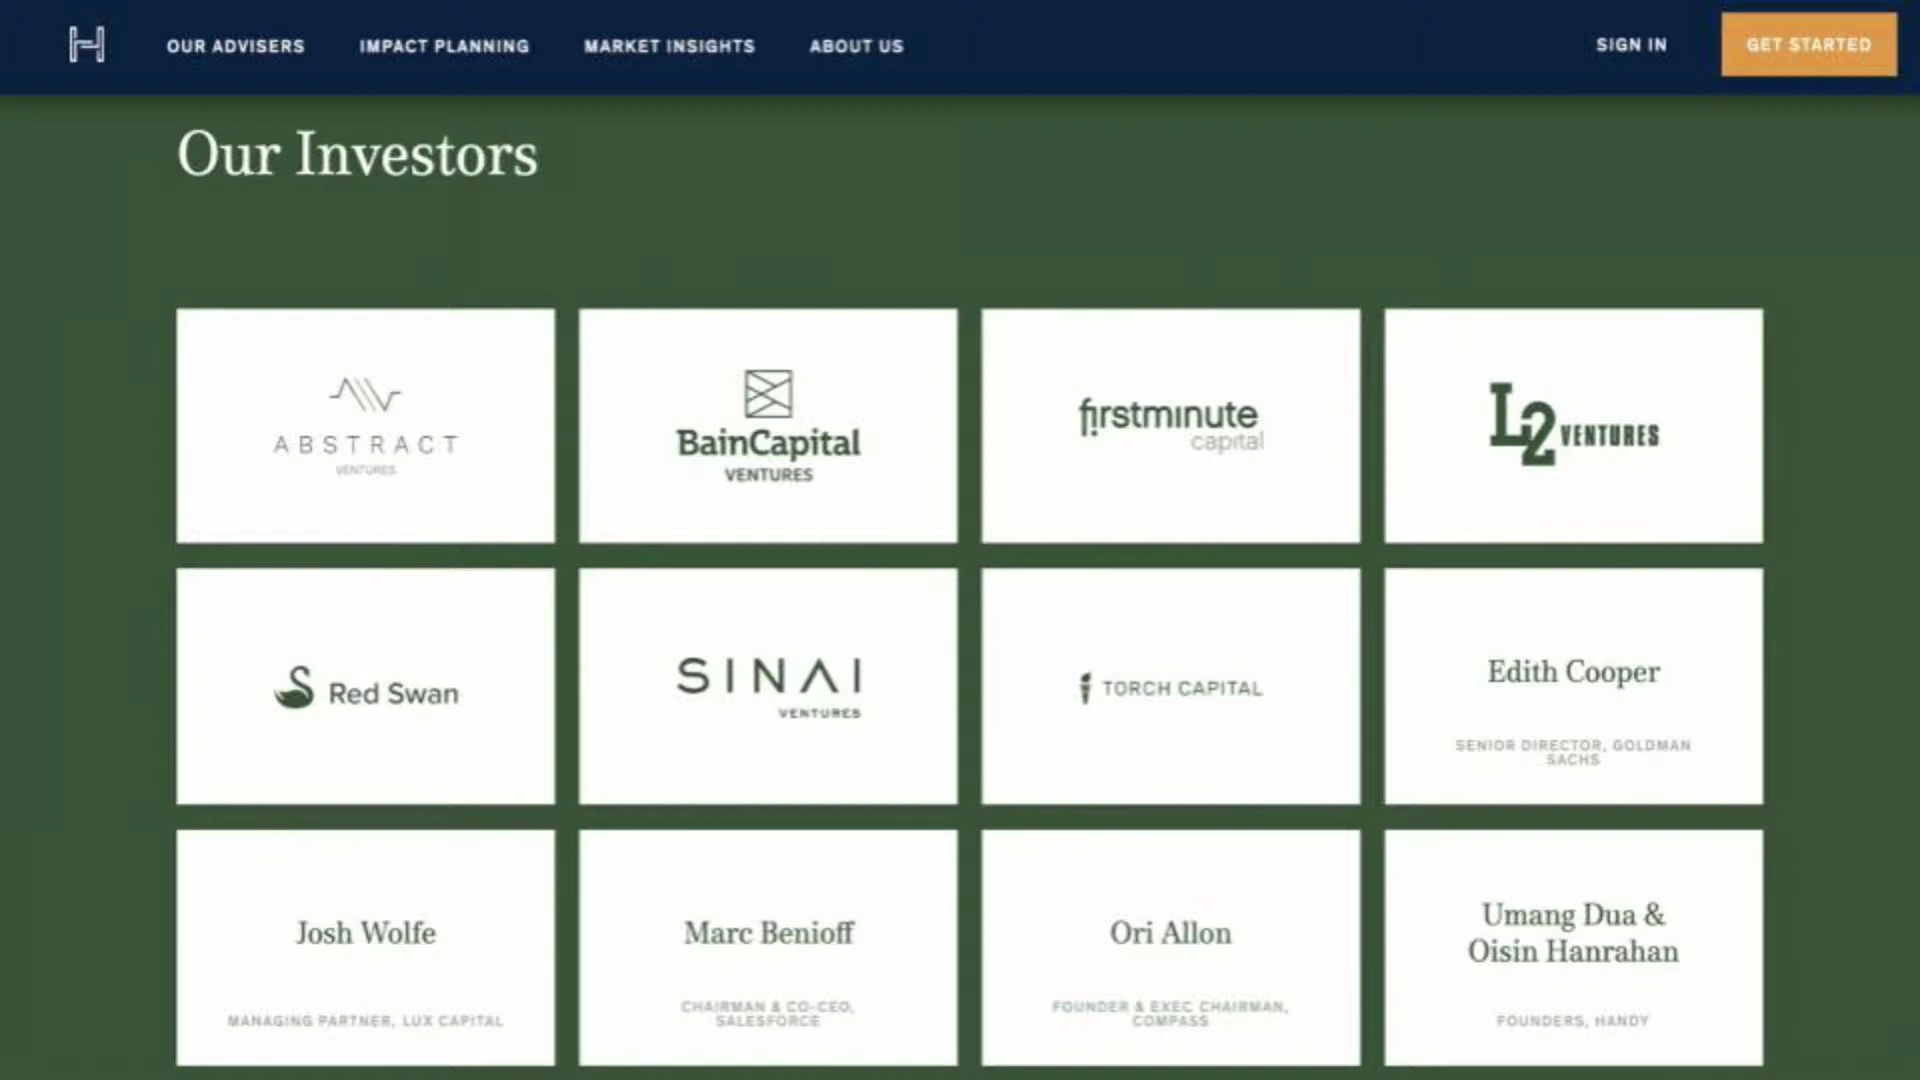 H
OUR ADVISERS
IMPACT PLANNING
MARKET INSIGHTS
ABOUT US
SIGN IN
GET STARTED
Our Investors
ABSTRACT
VENTURES
BainCapital
VENTURES
firstminute
capital
L2 VENTURES
Red Swan
SINAI
VENTURES
TORCH CAPITAL
Edith Cooper
SENIOR DIRECTOR, GOLDMAN
SACHS
Josh Wolfe
MANAGING PARTNER, LUX CAPITAL
Marc Benioff
CHAIRMAN & CO-CEO,
SALESFORCE
Ori Allon
FOUNDER & EXEC CHAIRMAN,
COMPASS
Umang Dua &
Oisin Hanrahan
FOUNDERS, HANDY